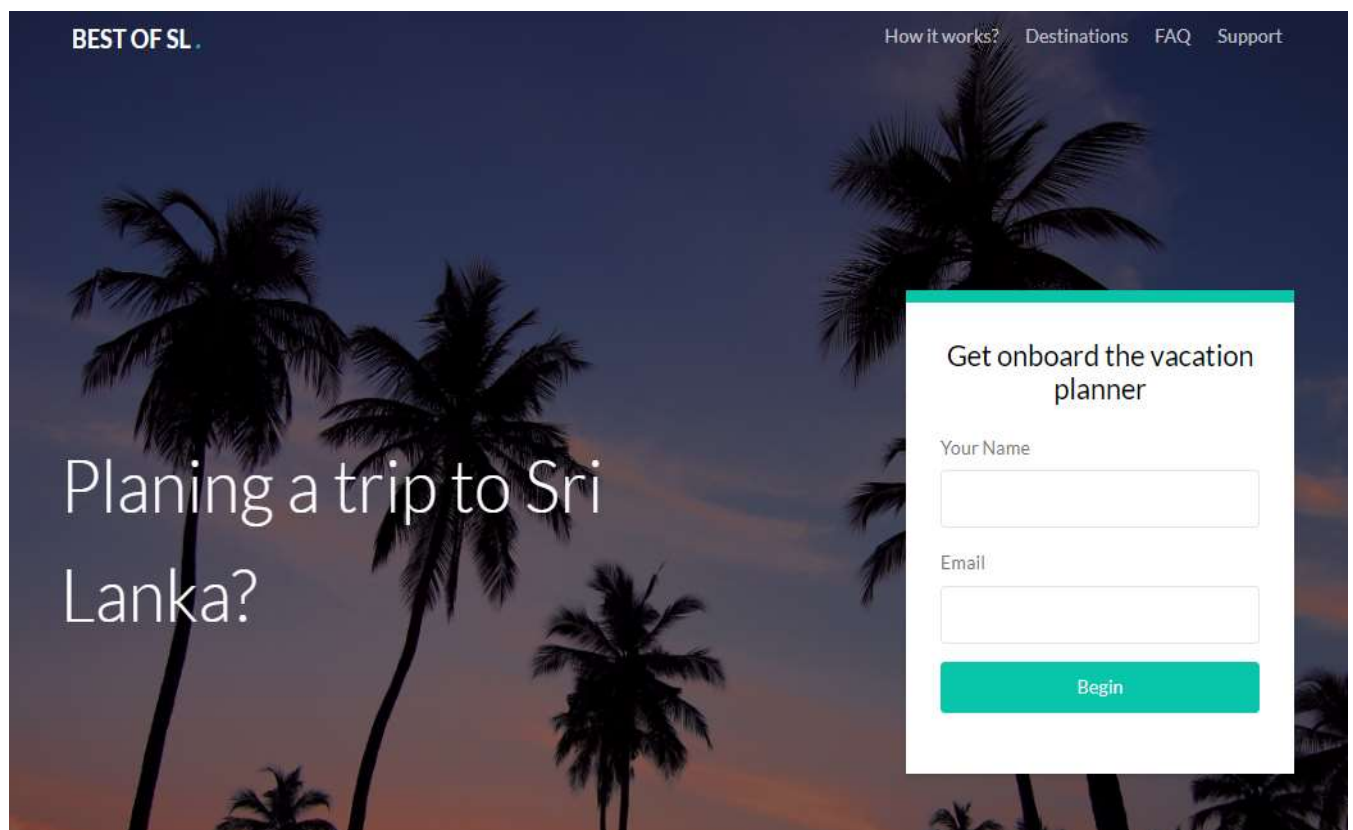 BEST OF SL.
How it works? Destinations FAQ Support
Planing a trip to Sri
Lanka?
Get onboard the vacation
planner
Your Name
Email
Begin